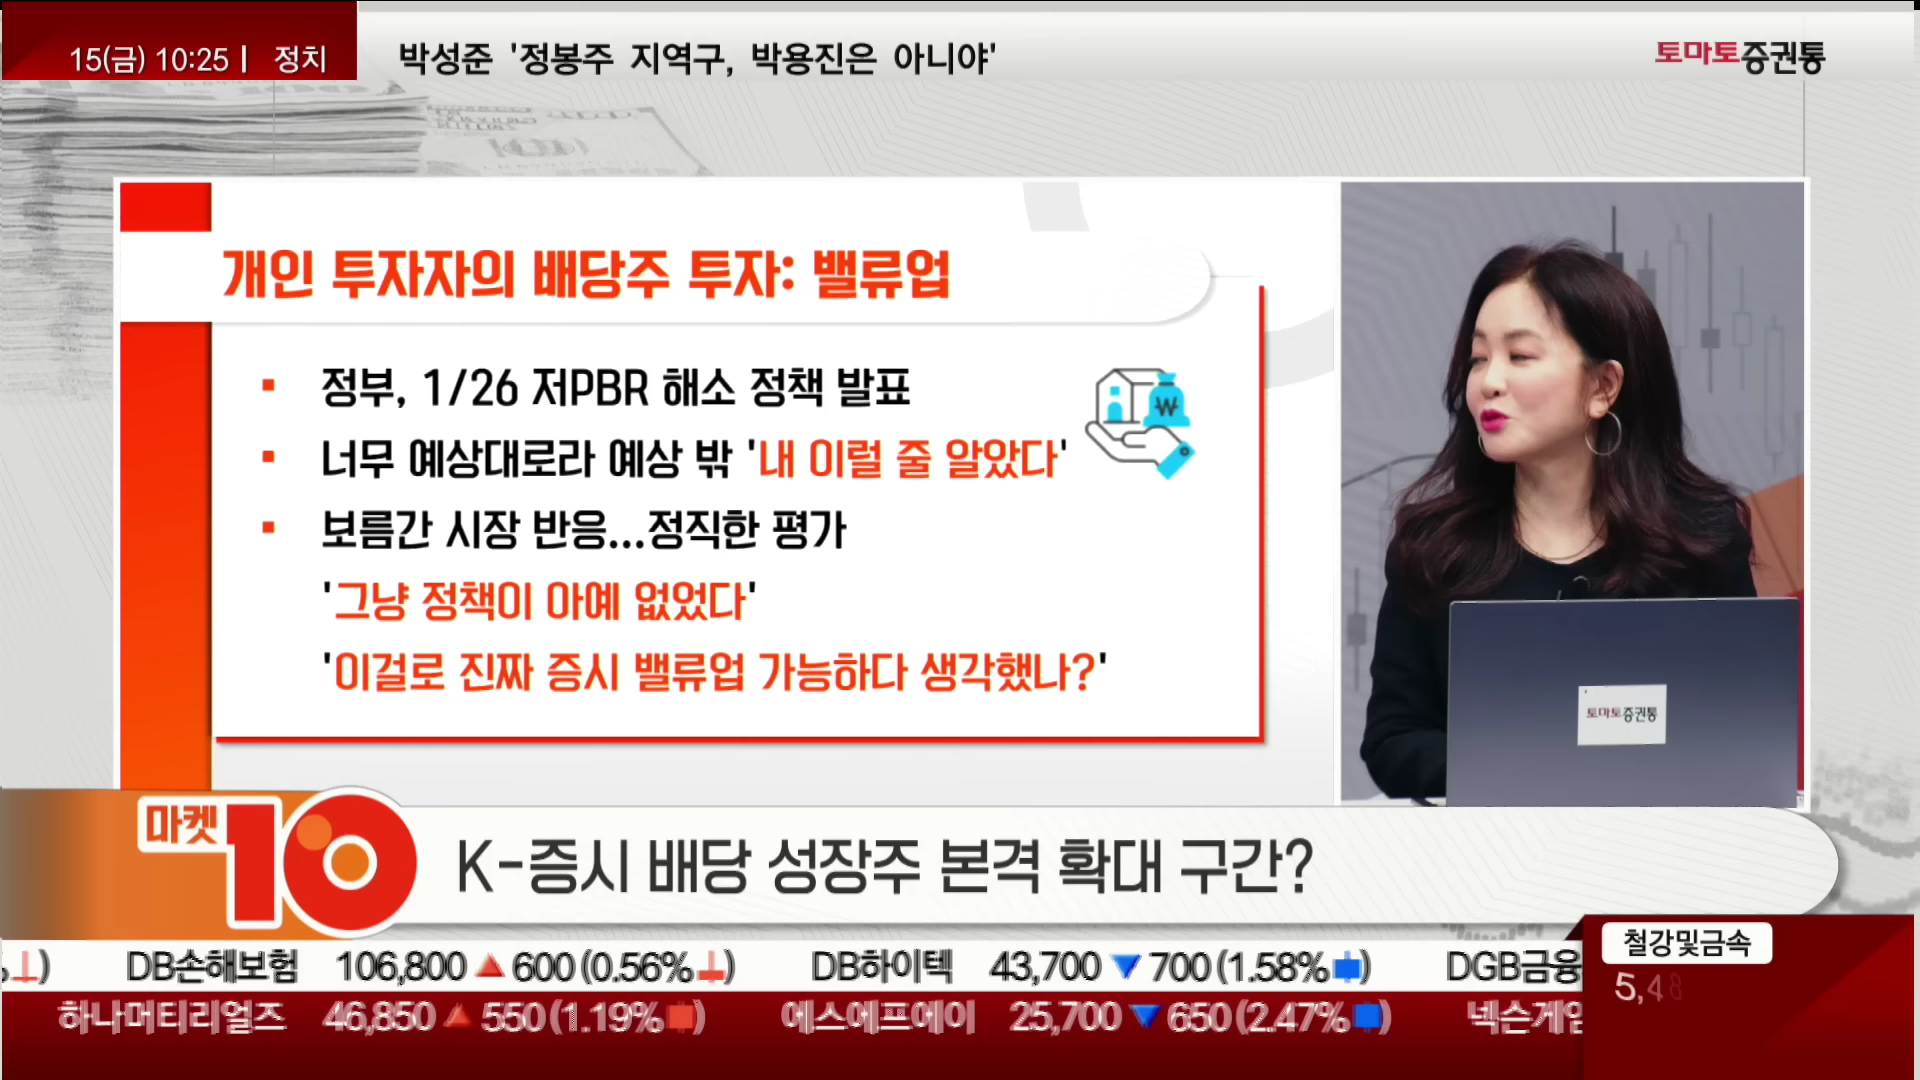 15(금) 10:25 | 정치
박성준 '정봉주 지역구, 박용진은 아니야'
토마토증권통
개인 투자자의 배당주 투자: 밸류업
▪ 정부, 1/26 저PBR 해소 정책 발표
▪ 너무 예상대로라 예상 밖 '내 이럴 줄 알았다'
▪ 보름간 시장 반응...정직한 평가
'그냥 정책이 아예 없었다'
'이걸로 진짜 증시 밸류업 가능하다 생각했나?'
₩
토마토증권통
마켓
10
K-증시 배당 성장주 본격 확대 구간?
DB손해보험 106,800 ▲ 600 (0.56%) DB하이텍 43,700 ▼ 700 (1.58%) DGB금융
철강및금속
5,48
하나머티리얼즈 46,850 ▲ 550 (1.19%) 에스에프에이 25,700 ▼ 650 (2.47%) 넥슨게임